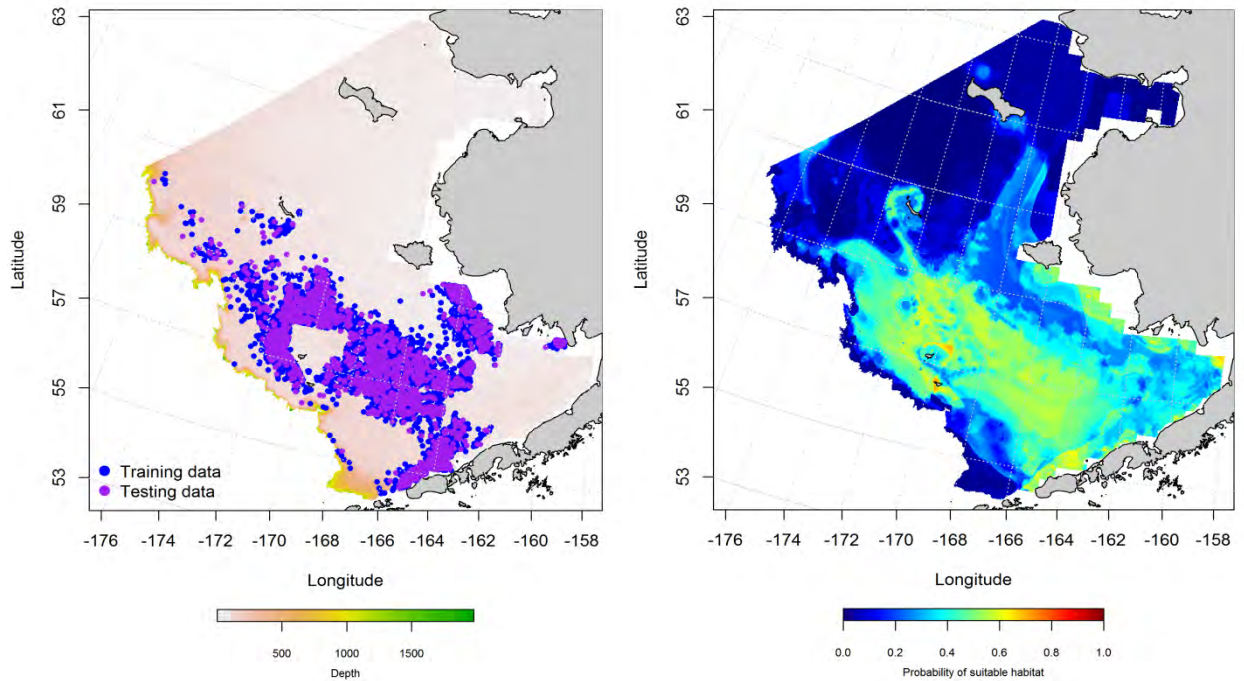 63
61
59
57
55
53
Latitude
Training data
Testing data
-176 -174 -172 -170 -168 -166 -164 -162 -160 -158
Longitude
500 1000 1500
Depth
63
61
59
57
55
53
Latitude
-176 -174 -172 -170 -168 -166 -164 -162 -160 -158
Longitude
0.0 0.2 0.4 0.6 0.8 1.0
Probability of suitable habitat